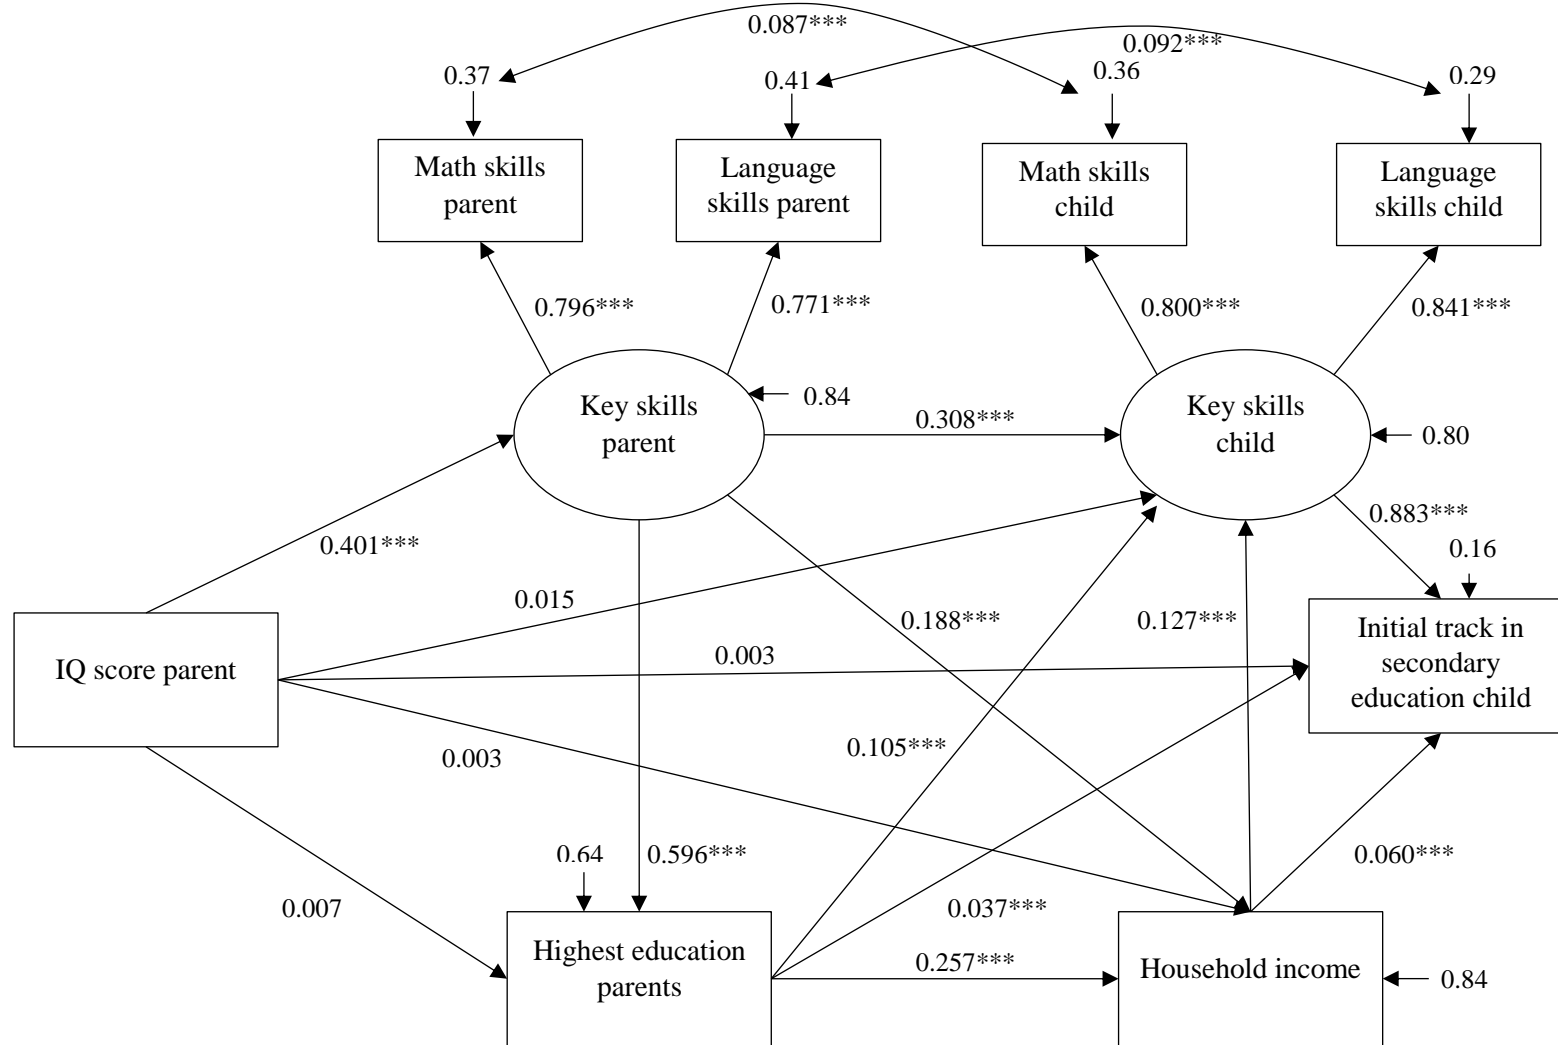 0.087***
0.092***
0.37
0.41
0.36
0.29
Math skills
parent
Language
skills parent
Math skills
child
Language
skills child
0.796***
0.771***
0.800***
0.841***
Key skills
parent
0.84
0.308***
Key skills
child
0.80
0.401***
0.883***
0.16
0.015
0.188***
0.127***
IQ score parent
0.003
Initial track in
secondary
education child
0.003
0.105***
0.64
0.596***
0.060***
0.007
0.037***
Highest education
parents
0.257***
Household income
0.84